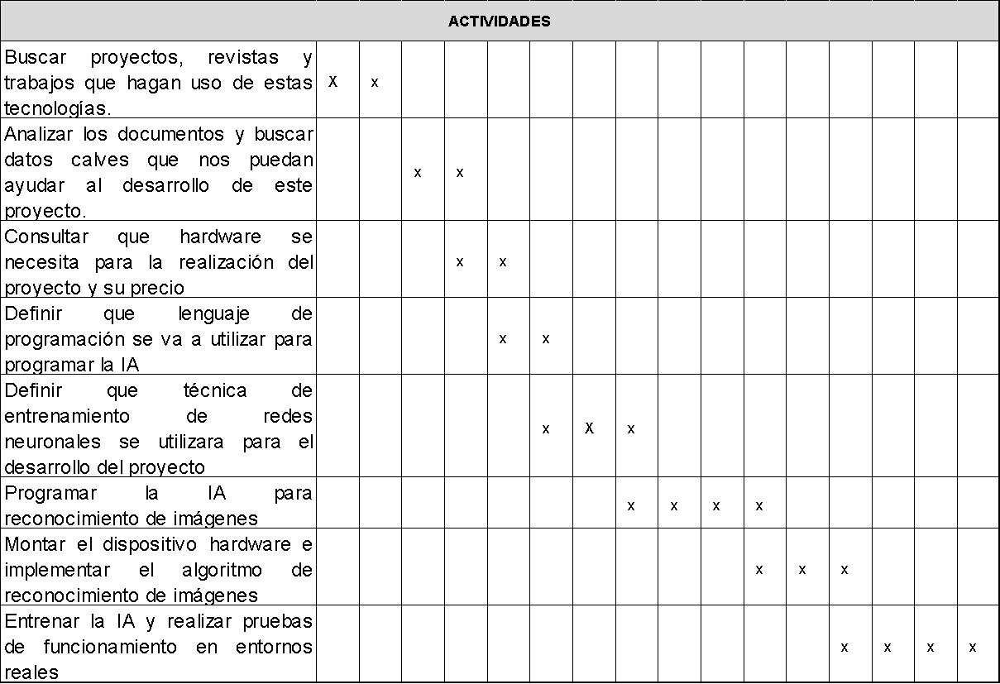 ACTIVIDADES
Buscar proyectos, revistas y
trabajos que hagan uso de estas
tecnologías.
X x
Analizar los documentos y buscar
datos calves que nos puedan
ayudar al desarrollo de este
proyecto.
x x
Consultar que hardware se
necesita para la realización del
proyecto y su precio
x x
Definir que lenguaje de
programación se va a utilizar para
programar la IA
x x
Definir que técnica de
entrenamiento de redes
neuronales se utilizara para el
desarrollo del proyecto
x X x
Programar la IA para
reconocimiento de imágenes
x x x x
Montar el dispositivo hardware e
implementar el algoritmo de
reconocimiento de imágenes
x x x
Entrenar la IA y realizar pruebas
de funcionamiento en entornos
reales
x x x x